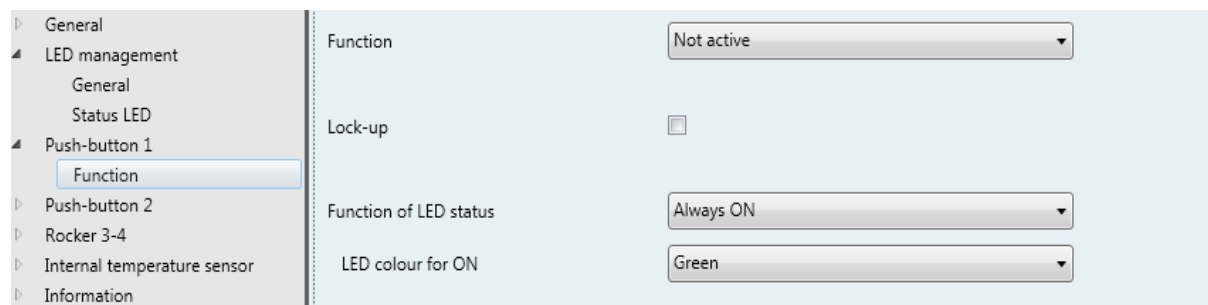 General
LED management
General
Status LED
Push-button 1
Function
Push-button 2
Rocker 3-4
Internal temperature sensor
Information
Function
Not active
Lock-up
Function of LED status
Always ON
LED colour for ON
Green